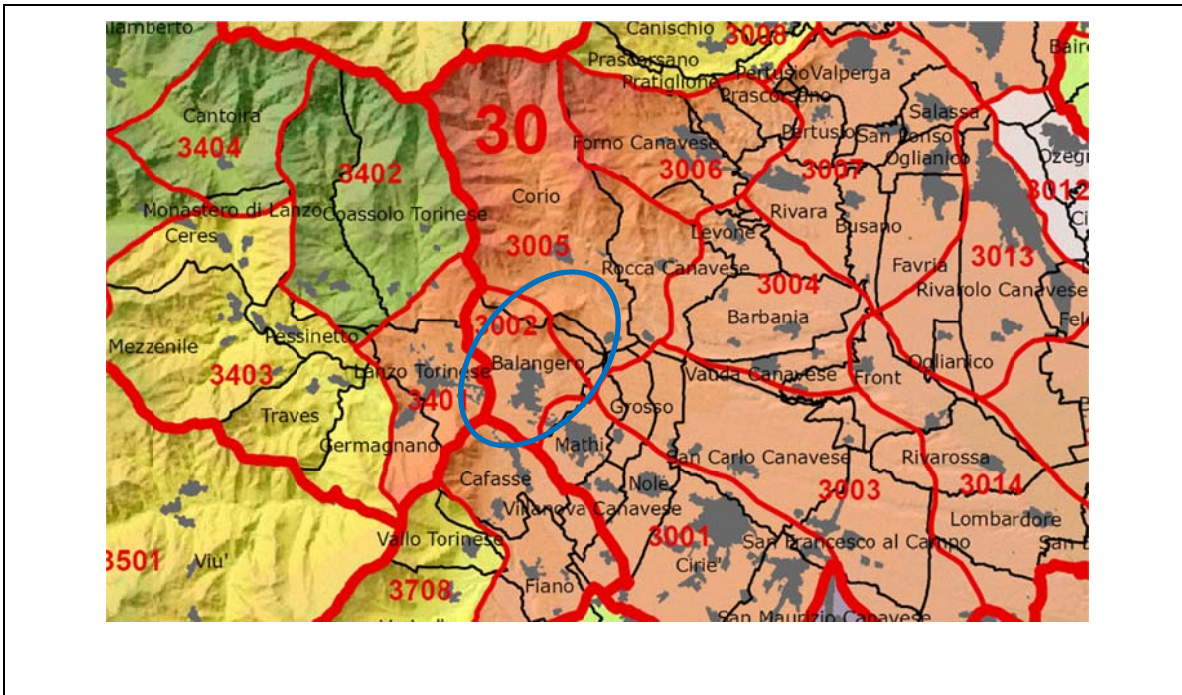 Canischio
3008
Prascorsano
Pratiglione
Pertusio
Valperga
Prascorsano
Cantoira
3404
30
Salassa
3402
Forno Canavese
Pertusio
San Ponso
Oglianico
3006
3007
3012
Corio
Monastero di Lanzo
Coassolo Torinese
Rivara
Ceres
Levone
Busano
3005
Rocca Canavese
Favria
3013
3004
Rivarolo Canavese
3002
Barbania
Pessinetto
Mezzenile
Balangero
Oglianico
3403
Lanzo Torinese
Vauda Canavese
Front
3401
Traves
Grosso
Germagnano
Mathi
San Carlo Canavese
Rivarossa
Cafasse
Nole
3003
3014
Villanova Canavese
Lombardore
Vallo Torinese
3001
San Francesco al Campo
3501
Viu'
Cirie'
3708
Fiano
San Maurizio Canavese